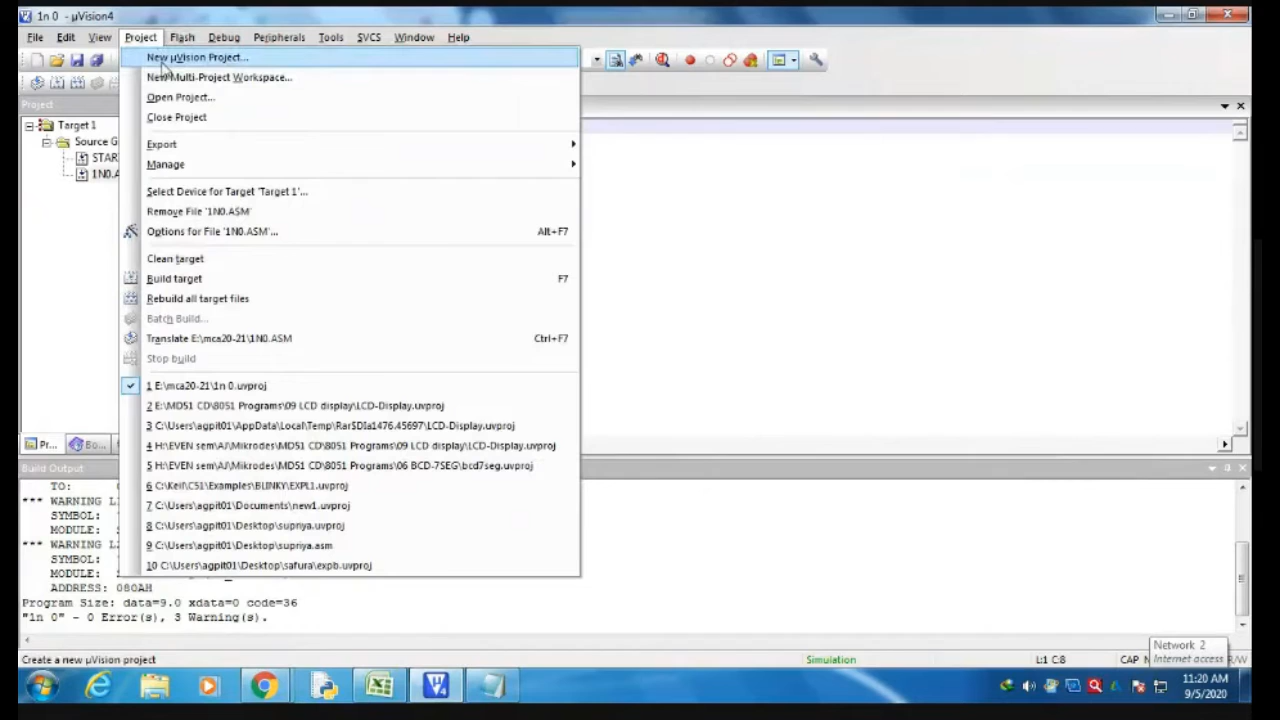 1n 0 - µVision4
File Edit View Project Flash Debug Peripherals Tools SVCS Window Help
New µVision Project...
New Multi-Project Workspace...
Open Project...
Close Project
Export
Manage
Select Device for Target 'Target 1'...
Remove File '1N0.ASM'
Options for File '1N0.ASM'... Alt+F7
Clean target
Build target F7
Rebuild all target files
Batch Build...
Translate E:\mca20-21\1N0.ASM Ctrl+F7
Stop build
1 E:\mca20-21\1n 0.uvproj
2 E:\MD51 CD\8051 Programs\09 LCD display\LCD-Display.uvproj
3 C:\Users\agpit01\AppData\Local\Temp\Rar$DIa1476.45697\LCD-Display.uvproj
4 H:\EVEN sem\AJ\Mikrodes\MD51 CD\8051 Programs\09 LCD display\LCD-Display.uvproj
5 H:\EVEN sem\AJ\Mikrodes\MD51 CD\8051 Programs\06 BCD-7SEG\bcd7seg.uvproj
6 C:\Keil\C51\Examples\BLINKY\EXPL1.uvproj
7 C:\Users\agpit01\Documents\new1.uvproj
8 C:\Users\agpit01\Desktop\supriya.uvproj
9 C:\Users\agpit01\Desktop\supriya.asm
10 C:\Users\agpit01\Desktop\safura\expb.uvproj
Project
Target 1
Source G
STAR
1N0.A
Pr... Bo...
Build Output
TO:
*** WARNING L
SYMBOL:
MODULE:
*** WARNING L
SYMBOL:
MODULE:
ADDRESS: 080AH
Program Size: data=9.0 xdata=0 code=36
"1n 0" - 0 Error(s), 3 Warning(s).
Create a new µVision project
Simulation
L:1 C:8
CAP
R/W
Network 2
Internet access
11:20 AM
9/5/2020